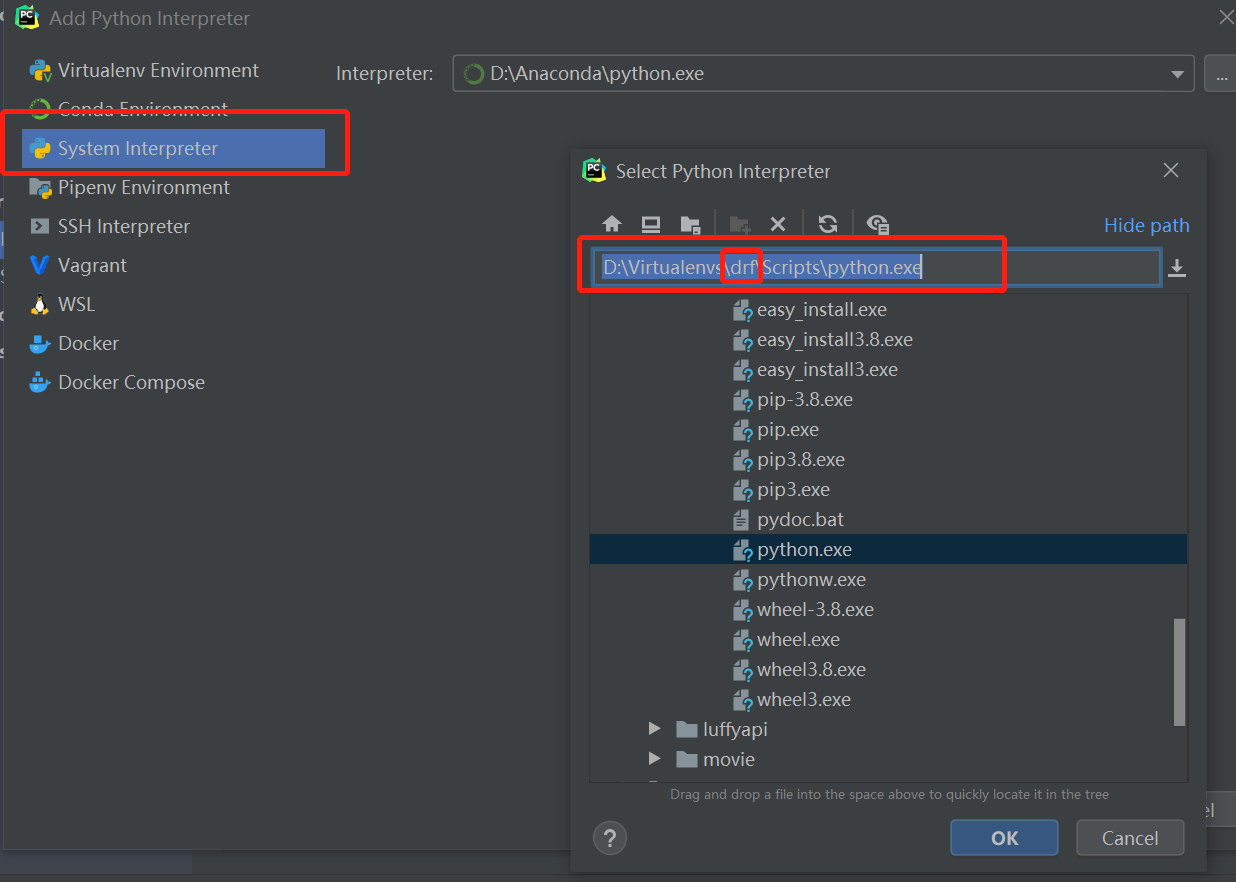 Add Python Interpreter
Virtualenv Environment
Interpreter:
D:\Anaconda\python.exe
...
Conda Environment
System Interpreter
Pipenv Environment
SSH Interpreter
Vagrant
WSL
Docker
Docker Compose
Select Python Interpreter
Hide path
D:\Virtualenvs\drf\Scripts\python.exe
easy_install.exe
easy_install3.8.exe
easy_install3.exe
pip-3.8.exe
pip.exe
pip3.8.exe
pip3.exe
pydoc.bat
python.exe
pythonw.exe
wheel-3.8.exe
wheel.exe
wheel3.8.exe
wheel3.exe
luffyapi
movie
Drag and drop a file into the space above to quickly locate it in the tree
?
OK
Cancel